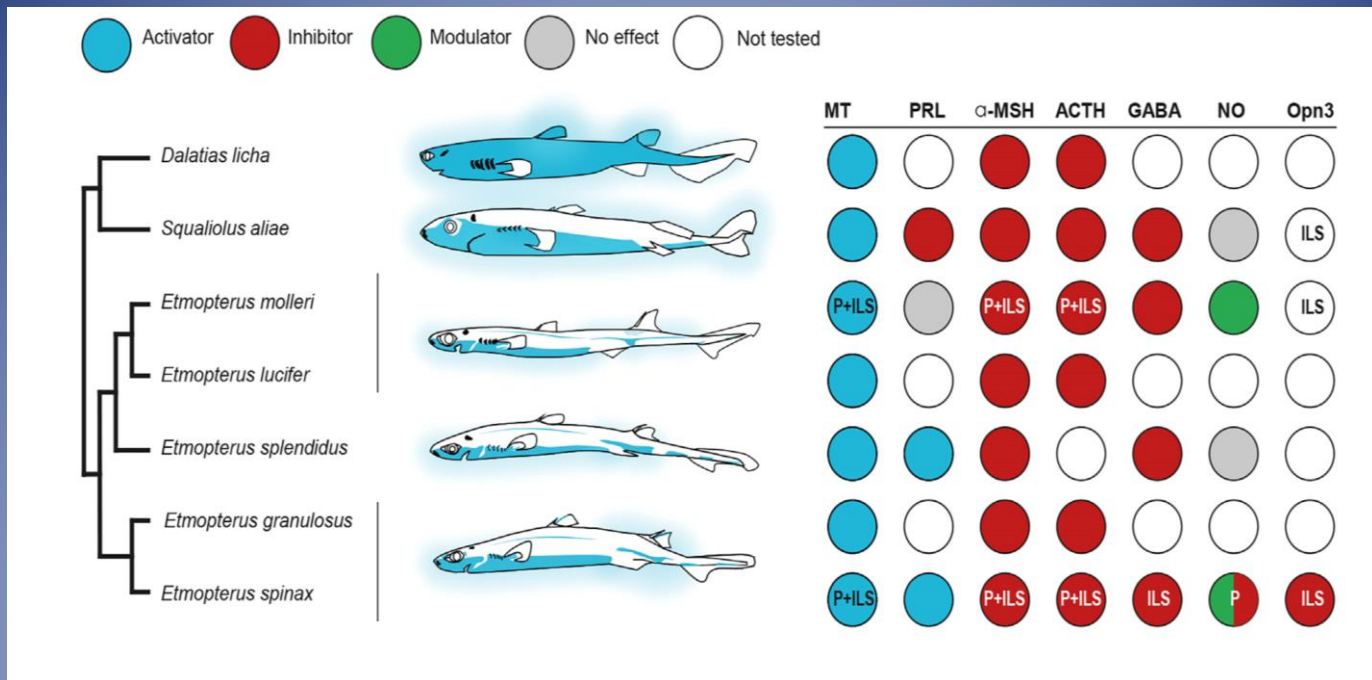 Activator Inhibitor Modulator No effect Not tested
MT PRL α-MSH ACTH GABA NO Opn3
Dalatias licha
Squaliolus aliae ILS
Etmopterus molleri P+ILS P+ILS P+ILS ILS
Etmopterus lucifer
Etmopterus splendidus
Etmopterus granulosus
Etmopterus spinax P+ILS P+ILS P+ILS ILS P ILS